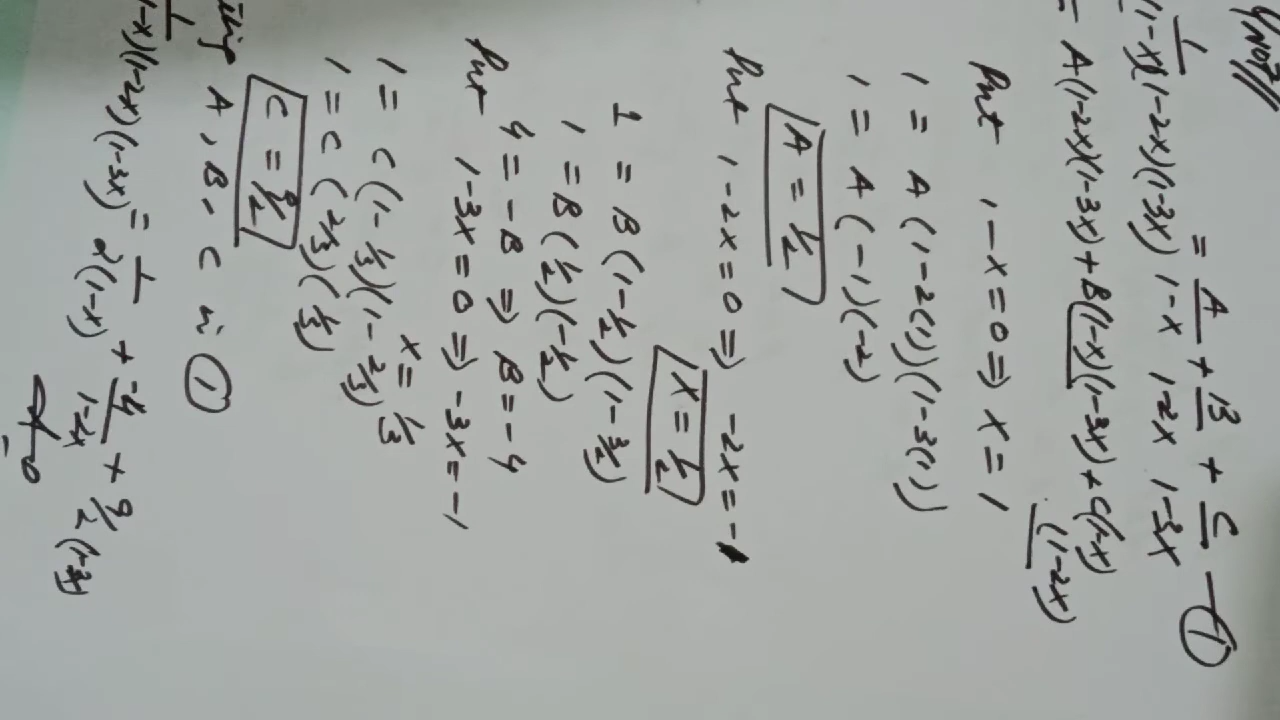 Q No 7//
1/((1-x)(1-2x)(1-3x)) = A/(1-x) + B/(1-2x) + C/(1-3x) — ①
= A(1-2x)(1-3x) + B(1-x)(1-3x) + C(1-x)
(1-2x)
Put 1-x=0 ⇒ x=1
1 = A(1-2(1))(1-3(1))
1 = A(-1)(-2)
A = 1/2
Put 1-2x=0 ⇒ -2x=-1
x = 1/2
1 = B(1-1/2)(1-3/2)
1 = B(1/2)(-1/2)
4 = -B ⇒ B = -4
Put 1-3x=0 ⇒ -3x=-1
x = 1/3
1 = C(1-1/3)(1-2/3)
1 = C(2/3)(1/3)
C = 9/2
A, B, C in ①
1/((1-x)(1-2x)(1-3x)) = 1/2(1-x) + -4/(1-2x) + 9/2(1-3x)